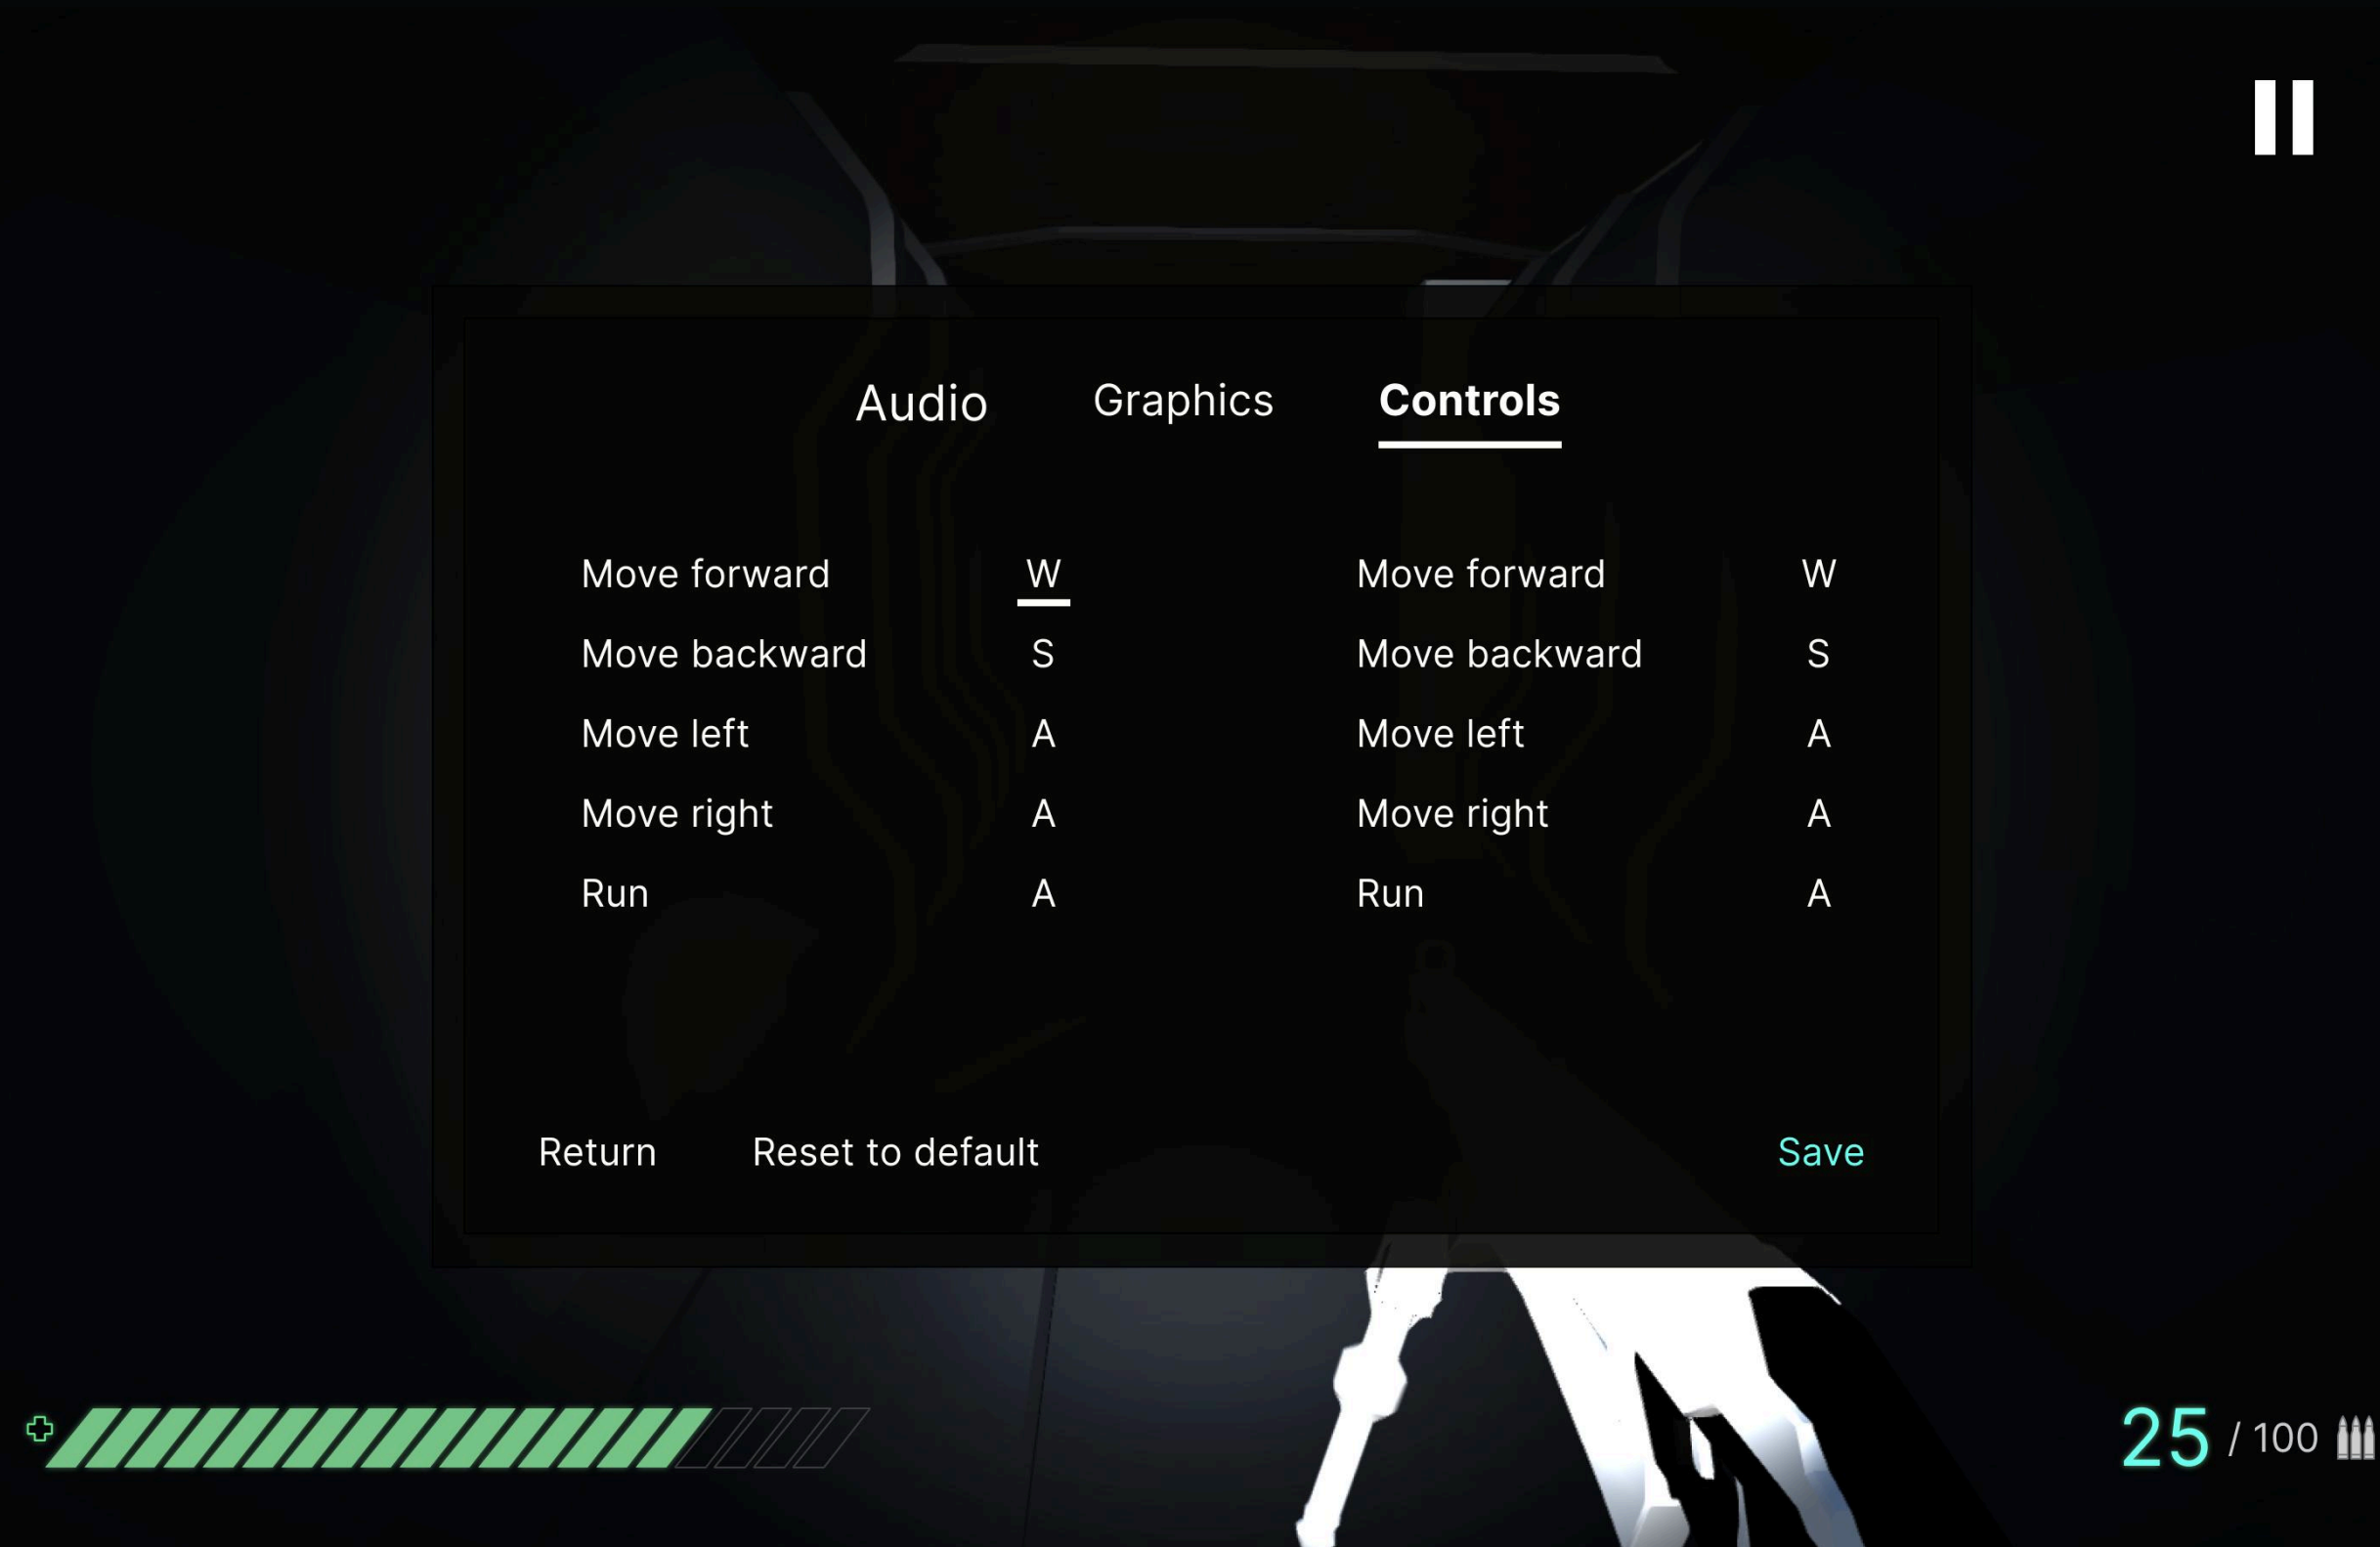 Audio Graphics Controls
Move forward W Move forward W
Move backward S Move backward S
Move left A Move left A
Move right A Move right A
Run A Run A
Return Reset to default Save
25 / 100